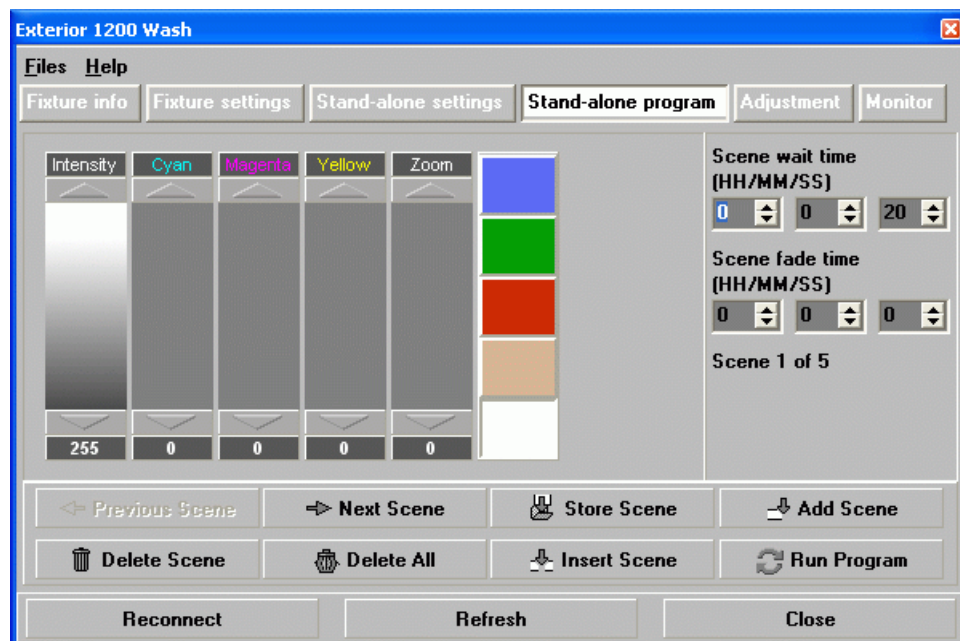 Exterior 1200 Wash
Files Help
Fixture info Fixture settings Stand-alone settings Stand-alone program Adjustment Monitor
Intensity Cyan Magenta Yellow Zoom
255 0 0 0 0
Scene wait time
(HH/MM/SS)
0 0 20
Scene fade time
(HH/MM/SS)
0 0 0
Scene 1 of 5
Previous Scene Next Scene Store Scene Add Scene
Delete Scene Delete All Insert Scene Run Program
Reconnect Refresh Close